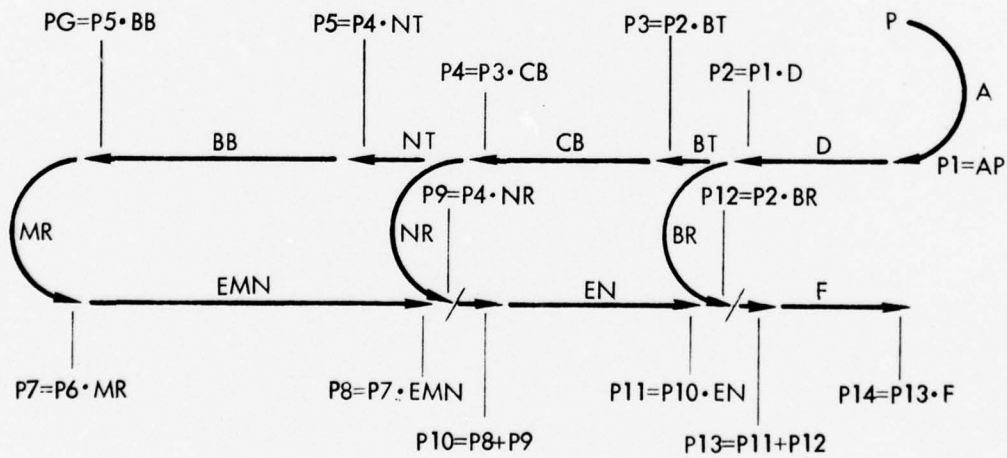 PG=P5•BB
P5=P4•NT
P3=P2•BT
P
P4=P3•CB
P2=P1•D
A
BB
NT
CB
BT
D
P1=AP
P9=P4•NR
P12=P2•BR
MR
NR
BR
EMN
EN
F
P7=P6•MR
P8=P7•EMN
P11=P10•EN
P14=P13•F
P10=P8+P9
P13=P11+P12